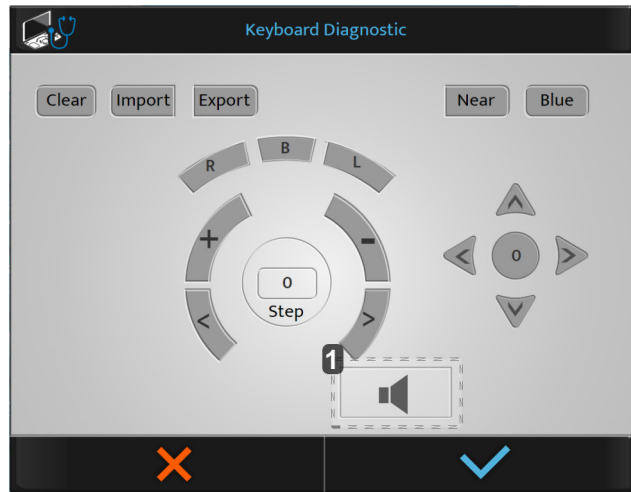 Keyboard Diagnostic
Clear Import Export Near Blue
R B L
+ -
0
Step
0
< >
1